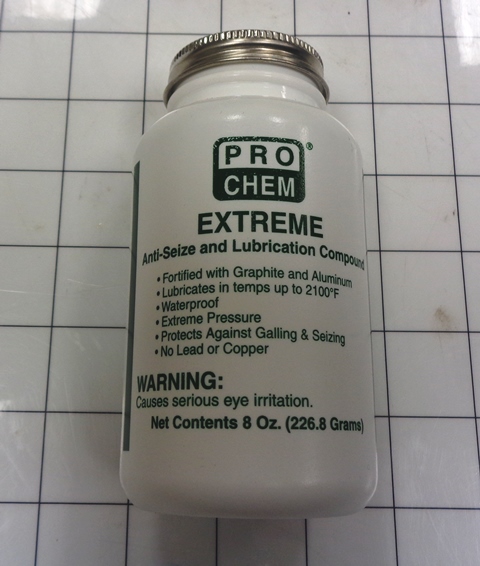 PRO®
CHEM
EXTREME
Anti-Seize and Lubrication Compound
• Fortified with Graphite and Aluminum
• Lubricates in temps up to 2100°F
• Waterproof
• Extreme Pressure
• Protects Against Galling & Seizing
• No Lead or Copper
WARNING:
Causes serious eye irritation.
Net Contents 8 Oz. (226.8 Grams)